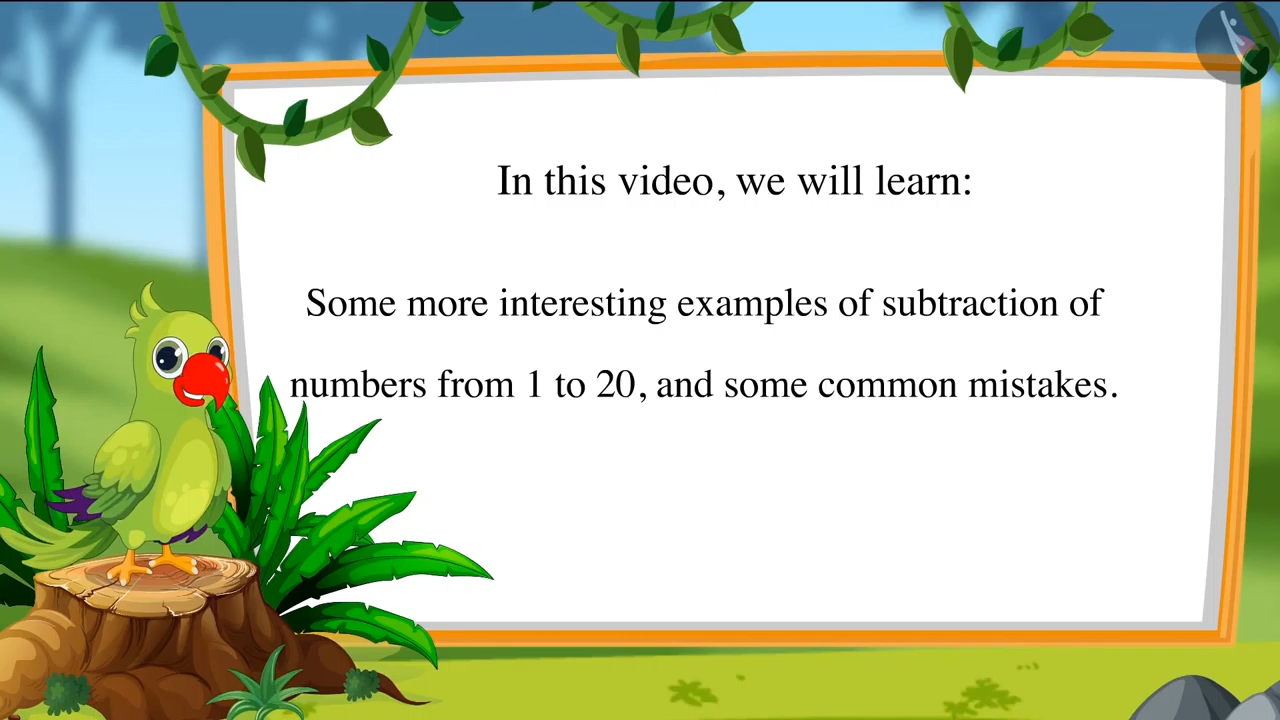 In this video, we will learn:
Some more interesting examples of subtraction of
numbers from 1 to 20, and some common mistakes.